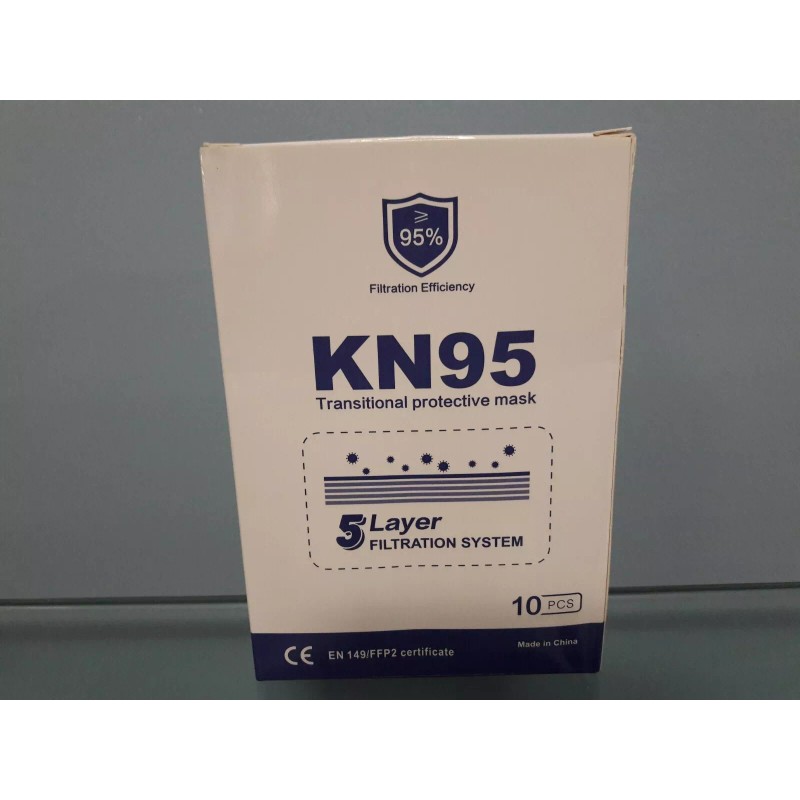 ≥
95%
Filtration Efficiency
KN95
Transitional protective mask
5 Layer
FILTRATION SYSTEM
10 PCS
CE EN 149/FFP2 certificate
Made in China